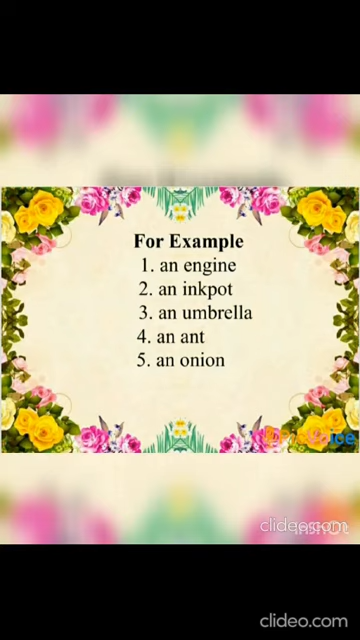 For Example
1. an engine
2. an inkpot
3. an umbrella
4. an ant
5. an onion
clideo.com
clideo.com